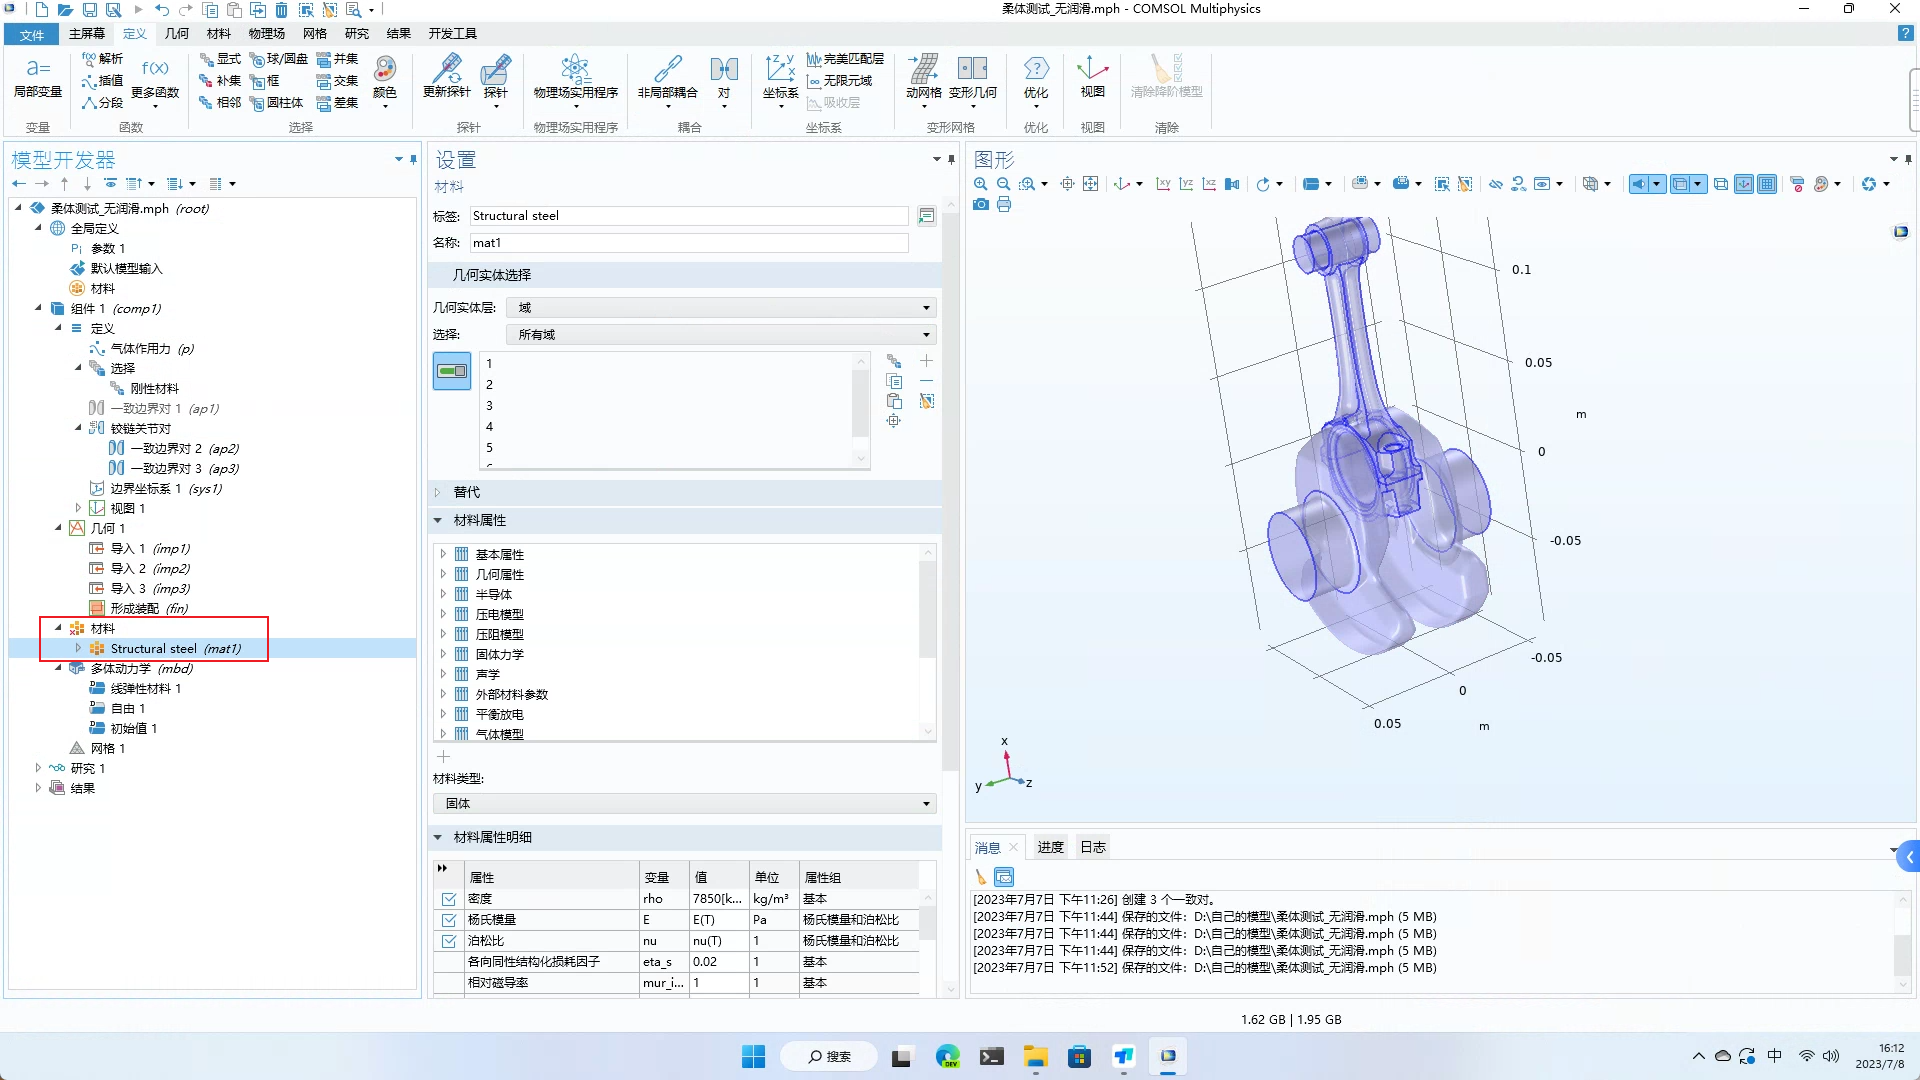 柔体测试_无润滑.mph - COMSOL Multiphysics
文件 主屏幕 定义 几何 材料 物理场 网格 研究 结果 开发工具
a= 局部变量
变量
f(x) 解析
插值
分段
f(x) 更多函数
函数
显式
补集
相邻
球/圆盘
框
圆柱体
并集
交集
差集
颜色
选择
更新探针
探针
探针
物理场实用程序
物理场实用程序
非局部耦合
对
耦合
坐标系
完美匹配层
无限元域
吸收层
坐标系
动网格
变形几何
变形网格
优化
优化
视图
视图
清除降阶模型
清除
模型开发器
柔体测试_无润滑.mph (root)
全局定义
Pi 参数 1
默认模型输入
材料
组件 1 (comp1)
定义
气体作用力 (p)
选择
刚性材料
一致边界对 1 (ap1)
铰链关节对
一致边界对 2 (ap2)
一致边界对 3 (ap3)
边界坐标系 1 (sys1)
视图 1
几何 1
导入 1 (imp1)
导入 2 (imp2)
导入 3 (imp3)
形成装配 (fin)
材料
Structural steel (mat1)
多体动力学 (mbd)
线弹性材料 1
自由 1
初始值 1
网格 1
研究 1
结果
设置
材料
标签: Structural steel
名称: mat1
几何实体选择
几何实体层: 域
选择: 所有域
1
2
3
4
5
替代
材料属性
基本属性
几何属性
半导体
压电模型
压阻模型
固体力学
声学
外部材料参数
平衡放电
气体模型
材料类型:
固体
材料属性明细
属性 变量 值 单位 属性组
密度 rho 7850[k... kg/m³ 基本
杨氏模量 E E(T) Pa 杨氏模量和泊松比
泊松比 nu nu(T) 1 杨氏模量和泊松比
各向同性结构化损耗因子 eta_s 0.02 1 基本
相对磁导率 mur_i... 1 1 基本
图形
xy yz xz
0.1
0.05
m
0
-0.05
-0.05
0
0.05
m
x
y z
消息 进度 日志
[2023年7月7日 下午11:26] 创建 3 个一致对。
[2023年7月7日 下午11:44] 保存的文件: D:\自己的模型\柔体测试_无润滑.mph (5 MB)
[2023年7月7日 下午11:44] 保存的文件: D:\自己的模型\柔体测试_无润滑.mph (5 MB)
[2023年7月7日 下午11:44] 保存的文件: D:\自己的模型\柔体测试_无润滑.mph (5 MB)
[2023年7月7日 下午11:52] 保存的文件: D:\自己的模型\柔体测试_无润滑.mph (5 MB)
1.62 GB | 1.95 GB
搜索
DEV
中
16:12
2023/7/8